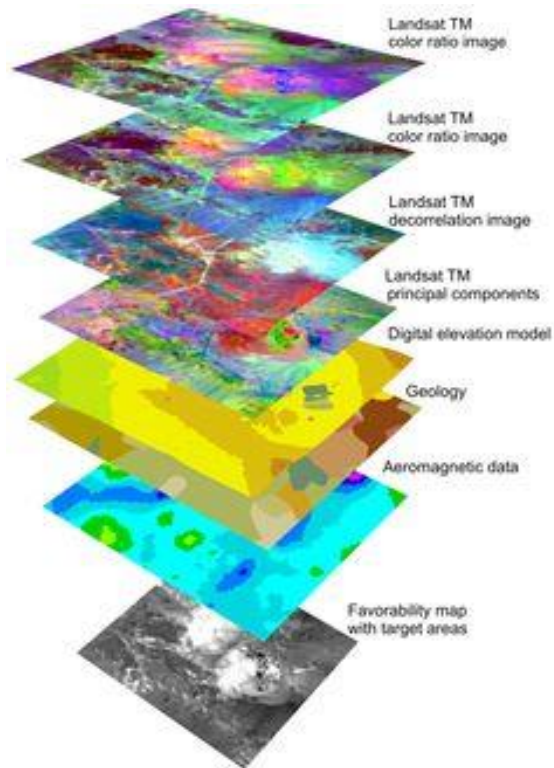 Landsat TM
color ratio image
Landsat TM
color ratio image
Landsat TM
decorrelation image
Landsat TM
principal components
Digital elevation model
Geology
Aeromagnetic data
Favorability map
with target areas